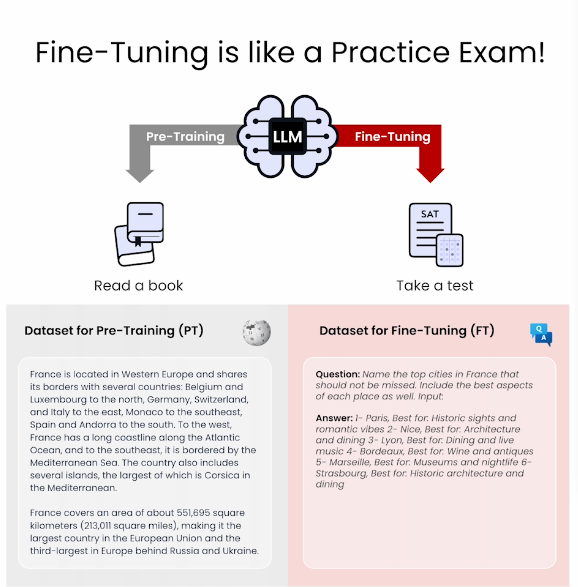 Fine-Tuning is like a Practice Exam!
Pre-Training
LLM
Fine-Tuning
SAT
Read a book
Take a test
Dataset for Pre-Training (PT)
France is located in Western Europe and shares
its borders with several countries: Belgium and
Luxembourg to the north, Germany, Switzerland,
and Italy to the east, Monaco to the southeast,
Spain and Andorra to the south. To the west,
France has a long coastline along the Atlantic
Ocean, and to the southeast, it is bordered by the
Mediterranean Sea. The country also includes
several islands, the largest of which is Corsica in
the Mediterranean.
France covers an area of about 551,695 square
kilometers (213,011 square miles), making it the
largest country in the European Union and the
third-largest in Europe behind Russia and Ukraine.
Dataset for Fine-Tuning (FT)
Q
A
Question: Name the top cities in France that
should not be missed. Include the best aspects
of each place as well. Input:
Answer: 1- Paris, Best for: Historic sights and
romantic vibes 2- Nice, Best for: Architecture
and dining 3- Lyon, Best for: Dining and live
music 4- Bordeaux, Best for: Wine and antiques
5- Marseille, Best for: Museums and nightlife 6-
Strasbourg, Best for: Historic architecture and
dining